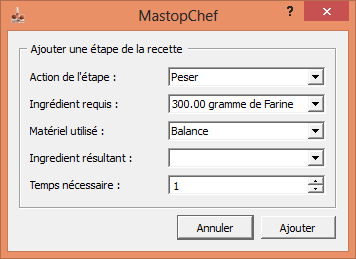 MastopChef
?
Ajouter une étape de la recette
Action de l'étape : Peser
Ingrédient requis : 300.00 gramme de Farine
Matériel utilisé : Balance
Ingredient résultant :
Temps nécessaire : 1
Annuler Ajouter